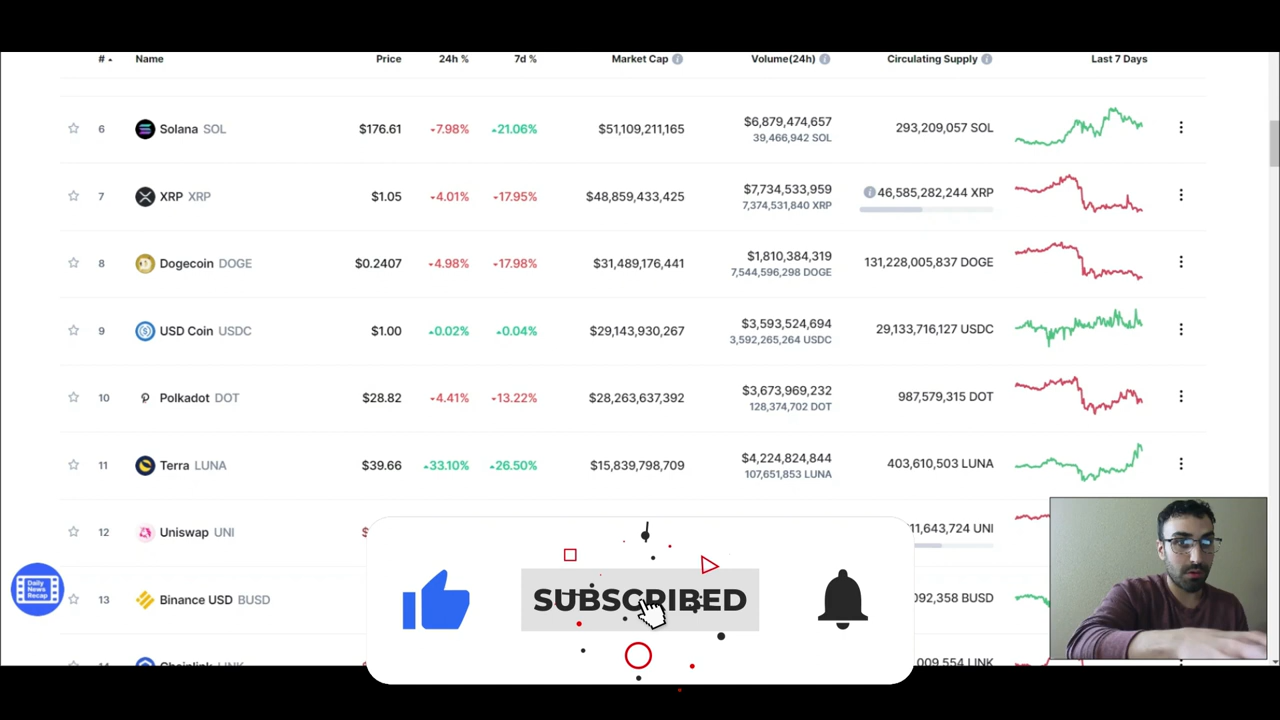 # Name Price 24h % 7d % Market Cap Volume(24h) Circulating Supply Last 7 Days
6 Solana SOL $176.61 7.98% 21.06% $51,109,211,165 $6,879,474,657 293,209,057 SOL
39,466,942 SOL
7 XRP XRP $1.05 4.01% 17.95% $48,859,433,425 $7,734,533,959 46,585,282,244 XRP
7,374,531,840 XRP
8 Dogecoin DOGE $0.2407 4.98% 17.98% $31,489,176,441 $1,810,384,319 131,228,005,837 DOGE
7,544,596,298 DOGE
9 USD Coin USDC $1.00 0.02% 0.04% $29,143,930,267 $3,593,524,694 29,133,716,127 USDC
3,592,265,264 USDC
10 Polkadot DOT $28.82 4.41% 13.22% $28,263,637,392 $3,673,969,232 987,579,315 DOT
128,374,702 DOT
11 Terra LUNA $39.66 33.10% 26.50% $15,839,798,709 $4,224,824,844 403,610,503 LUNA
107,651,853 LUNA
12 Uniswap UNI 11,643,724 UNI
Daily
News
Recap
13 Binance USD BUSD 092,358 BUSD
SUBSCRIBED
009,554 LINK